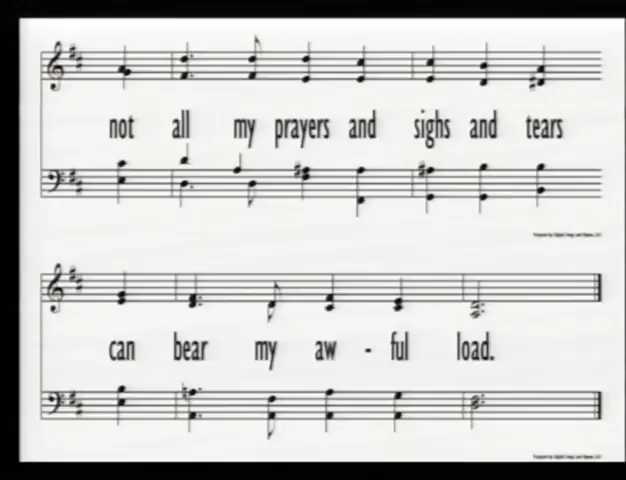 not all my prayers and sighs and tears
can bear my aw - ful load.